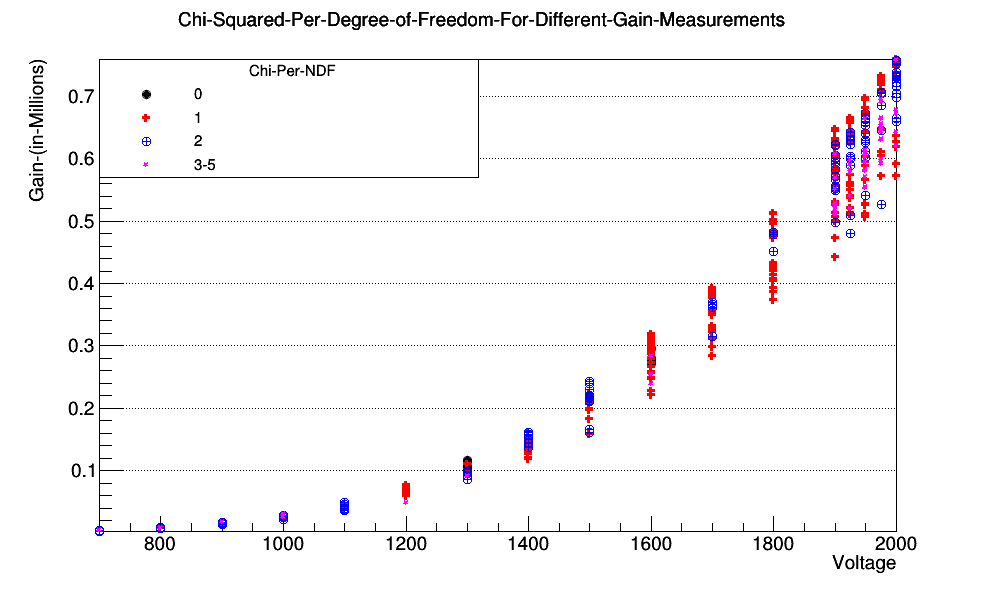 Chi-Squared-Per-Degree-of-Freedom-For-Different-Gain-Measurements
Gain-(in-Millions)
Chi-Per-NDF
0
1
2
3-5
0.7
0.6
0.5
0.4
0.3
0.2
0.1
800 1000 1200 1400 1600 1800 2000
Voltage